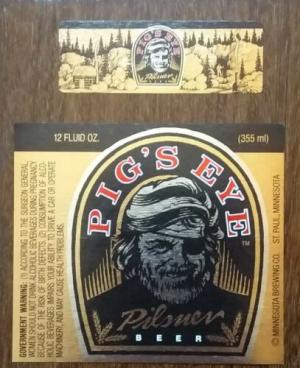 PIG'S EYE
Pilsner
12 FLUID OZ.
(355 ml)
PIG'S EYE
TM
Pilsner
BEER
GOVERNMENT WARNING: (1) ACCORDING TO THE SURGEON GENERAL,
WOMEN SHOULD NOT DRINK ALCOHOLIC BEVERAGES DURING PREGNANCY
BECAUSE OF THE RISK OF BIRTH DEFECTS. (2) CONSUMPTION OF ALCO-
HOLIC BEVERAGES IMPAIRS YOUR ABILITY TO DRIVE A CAR OR OPERATE
MACHINERY, AND MAY CAUSE HEALTH PROBLEMS.
© MINNESOTA BREWING CO. ST. PAUL, MINNESOTA